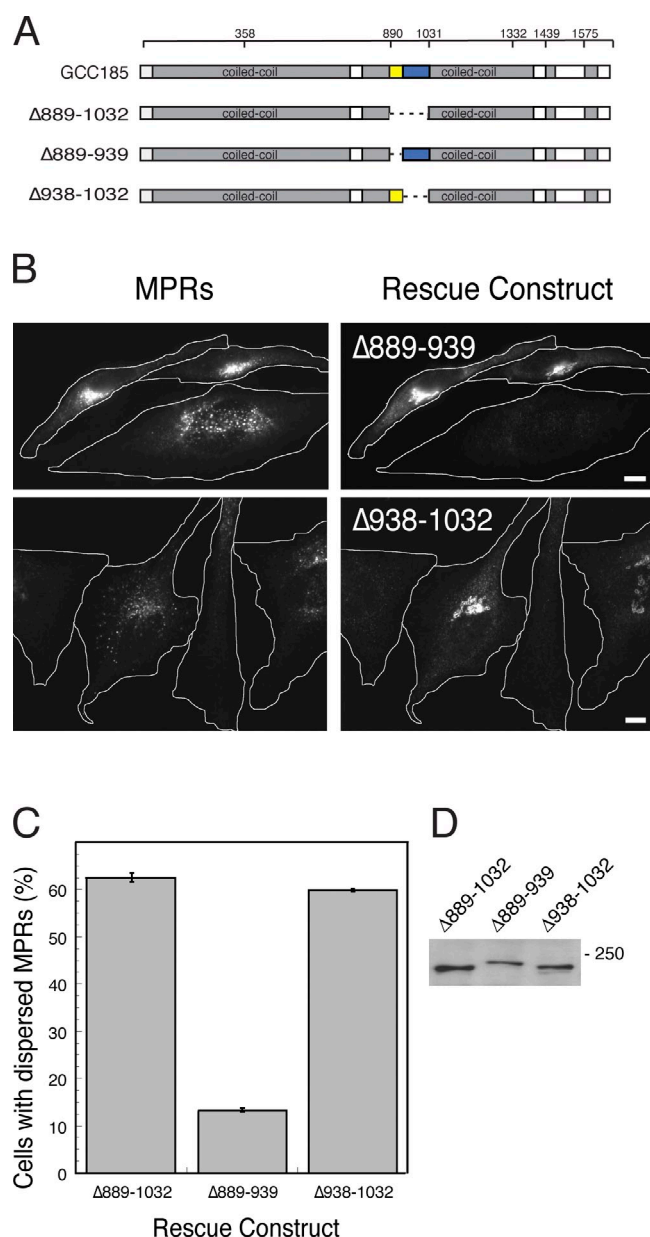 A
358 890 1031 1332 1439 1575
GCC185 coiled-coil coiled-coil
Δ889-1032 coiled-coil coiled-coil
Δ889-939 coiled-coil coiled-coil
Δ938-1032 coiled-coil coiled-coil
B
MPRs Rescue Construct
Δ889-939
Δ938-1032
C
Cells with dispersed MPRs (%)
60
50
40
30
20
10
0
Δ889-1032 Δ889-939 Δ938-1032
Rescue Construct
D
Δ889-1032 Δ889-939 Δ938-1032
- 250